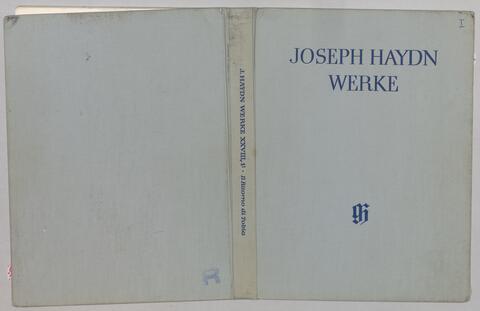 JOSEPH HAYDN
WERKE
I
J. HAYDN WERKE XXVIII, 1¹ • Il Ritorno di Tobia
R